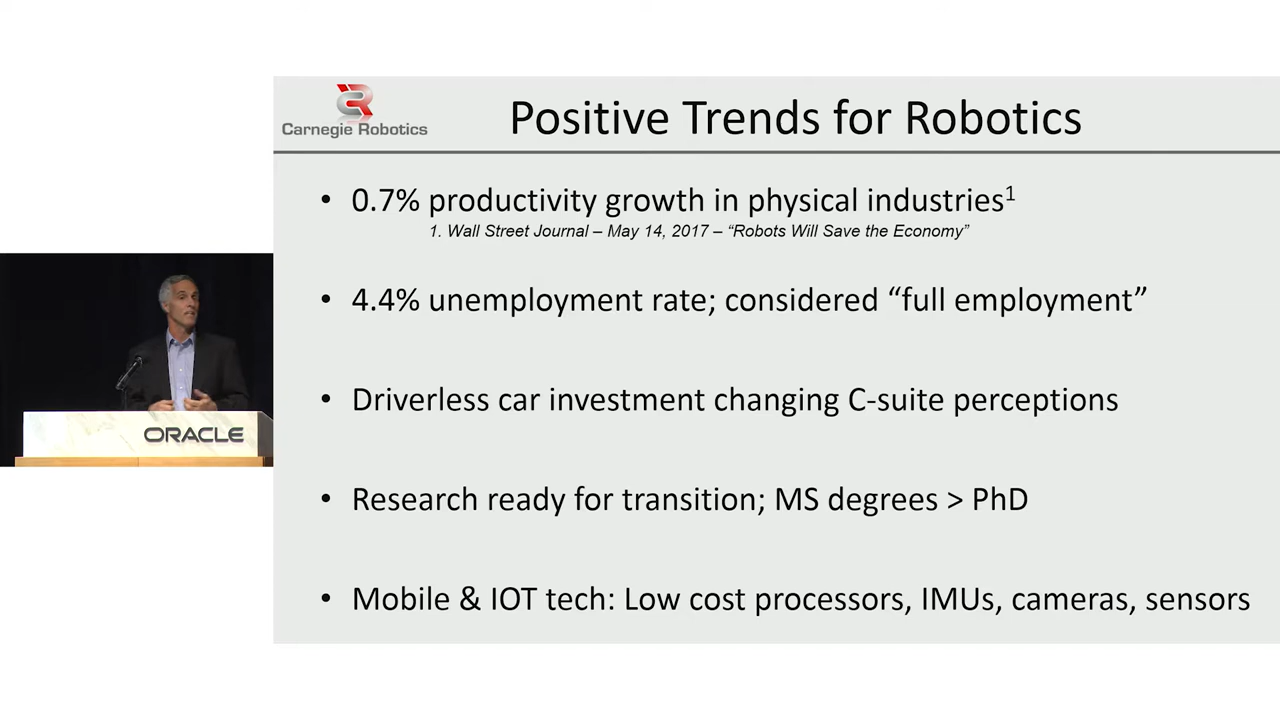 Carnegie Robotics
Positive Trends for Robotics
• 0.7% productivity growth in physical industries¹
1. Wall Street Journal – May 14, 2017 – “Robots Will Save the Economy”
• 4.4% unemployment rate; considered “full employment”
• Driverless car investment changing C-suite perceptions
• Research ready for transition; MS degrees > PhD
• Mobile & IOT tech: Low cost processors, IMUs, cameras, sensors
ORACLE